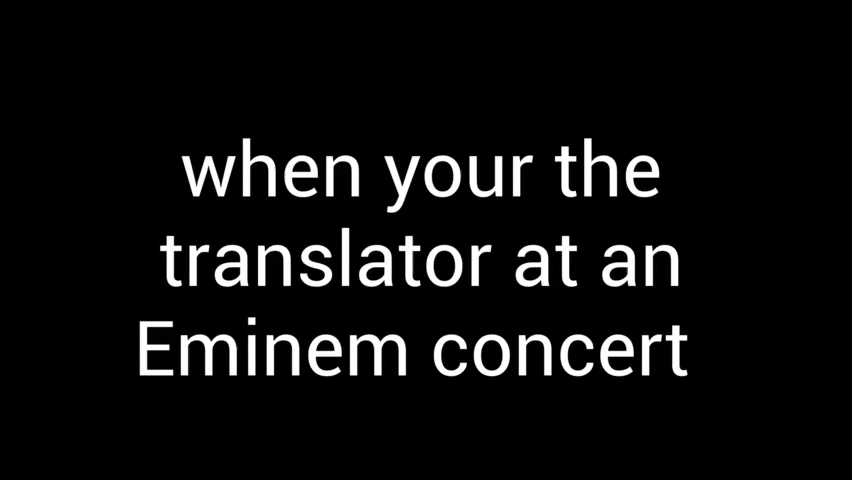 when your the
translator at an
Eminem concert